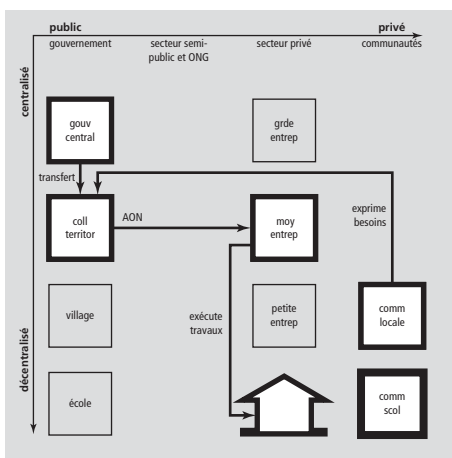 public
privé
gouvernement
secteur semi-
public et ONG
secteur privé
communautés
centralisé
gouv
central
grde
entrep
transfert
coll
territor
AON
moy
entrep
exprime
besoins
village
exécute
travaux
petite
entrep
comm
locale
décentralisé
école
comm
scol